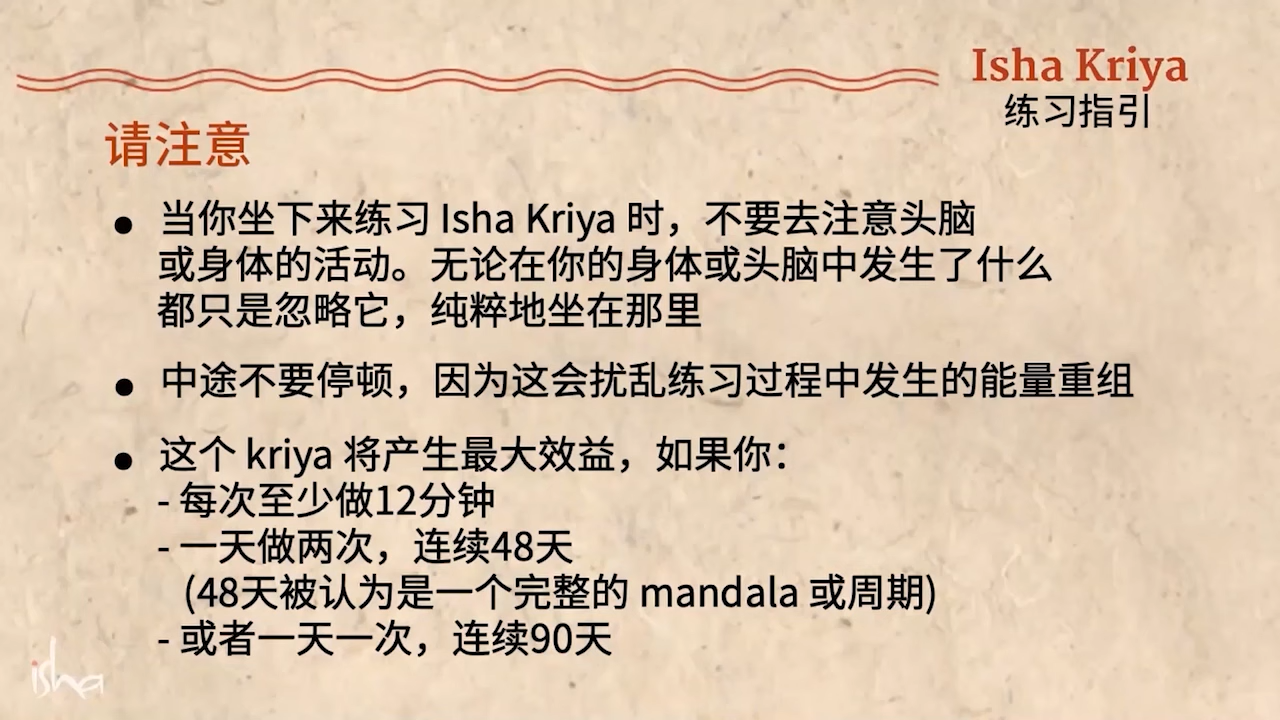 Isha Kriya
练习指引
请注意
● 当你坐下来练习 Isha Kriya 时，不要去注意头脑
或身体的活动。无论在你的身体或头脑中发生了什么
都只是忽略它，纯粹地坐在那里
● 中途不要停顿，因为这会扰乱练习过程中发生的能量重组
● 这个 kriya 将产生最大效益，如果你：
- 每次至少做12分钟
- 一天做两次，连续48天
(48天被认为是一个完整的 mandala 或周期)
- 或者一天一次，连续90天
isha